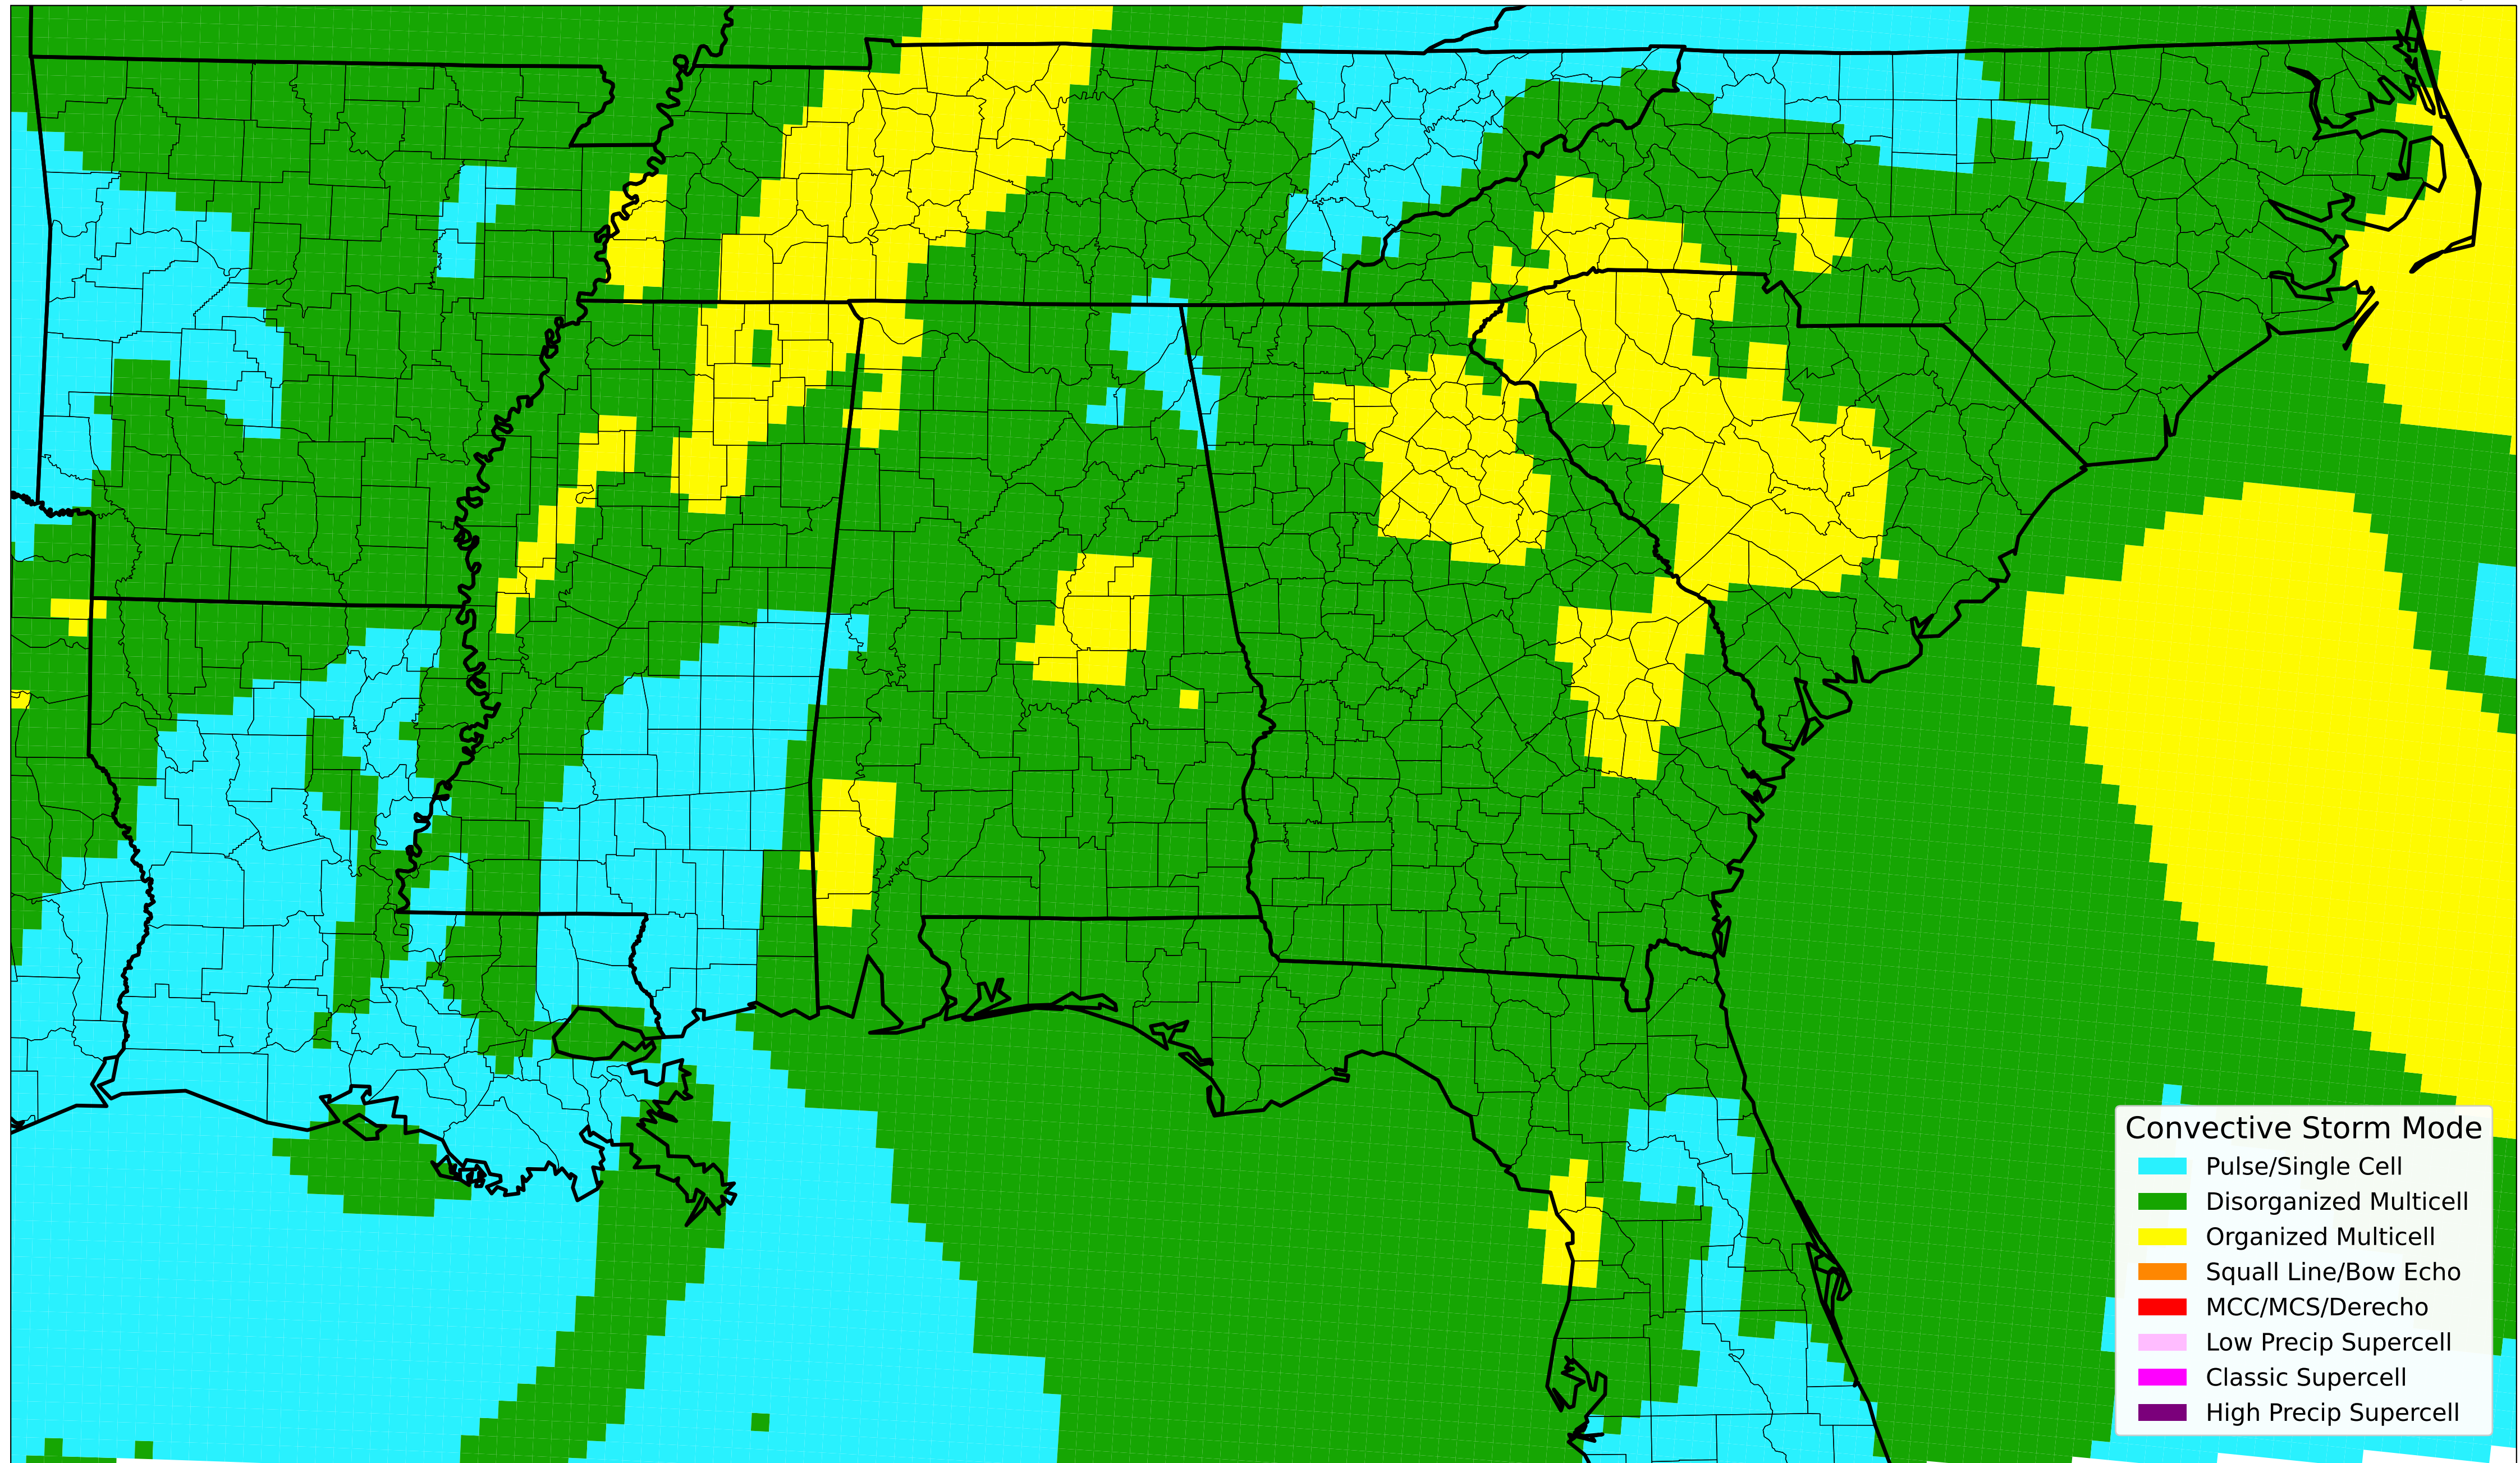 Convective Storm Mode
Pulse/Single Cell
Disorganized Multicell
Organized Multicell
Squall Line/Bow Echo
MCC/MCS/Derecho
Low Precip Supercell
Classic Supercell
High Precip Supercell